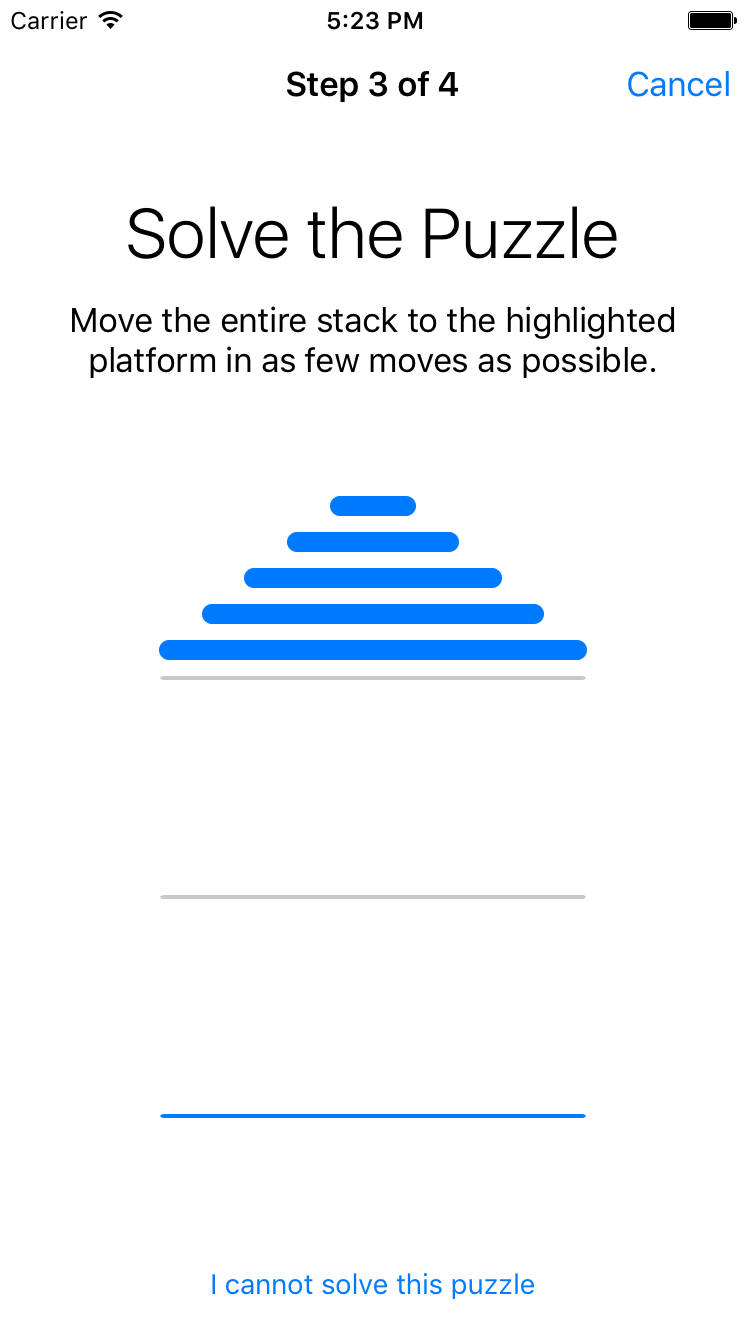 Carrier 5:23 PM
Step 3 of 4 Cancel
Solve the Puzzle
Move the entire stack to the highlighted
platform in as few moves as possible.
I cannot solve this puzzle